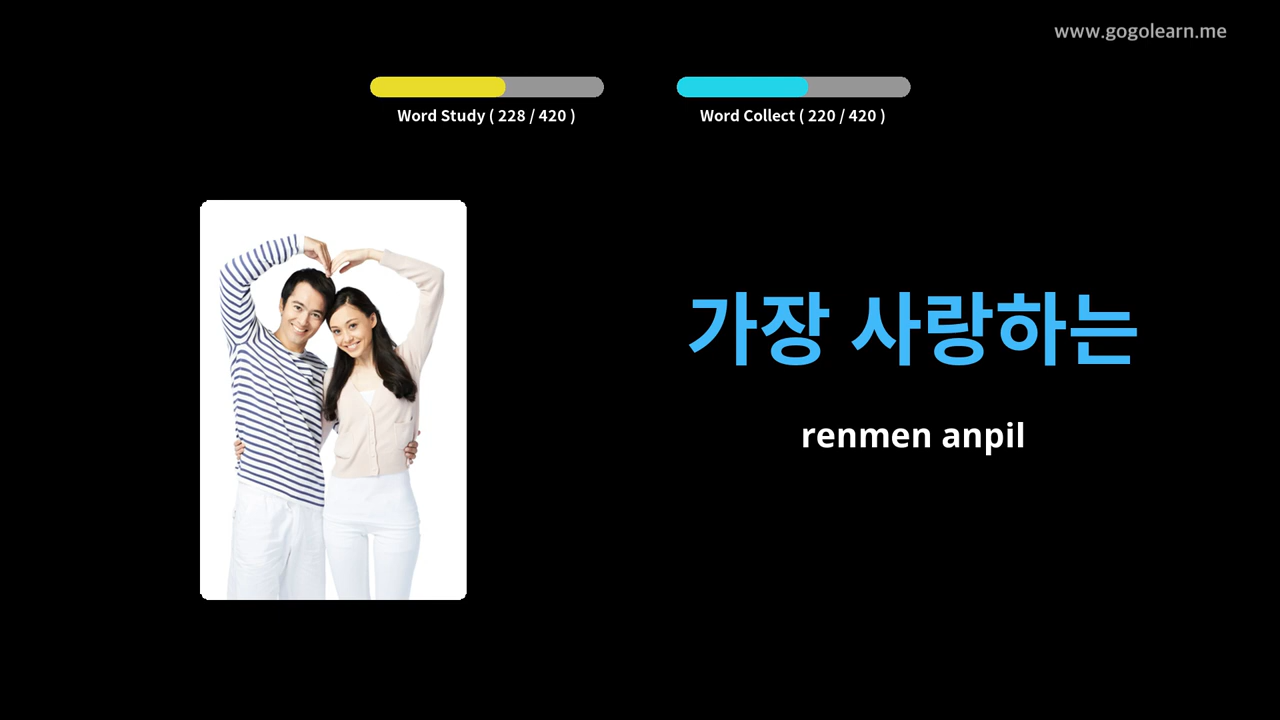 www.gogolearn.me
Word Study ( 228 / 420 )
Word Collect ( 220 / 420 )
가장 사랑하는
renmen anpil